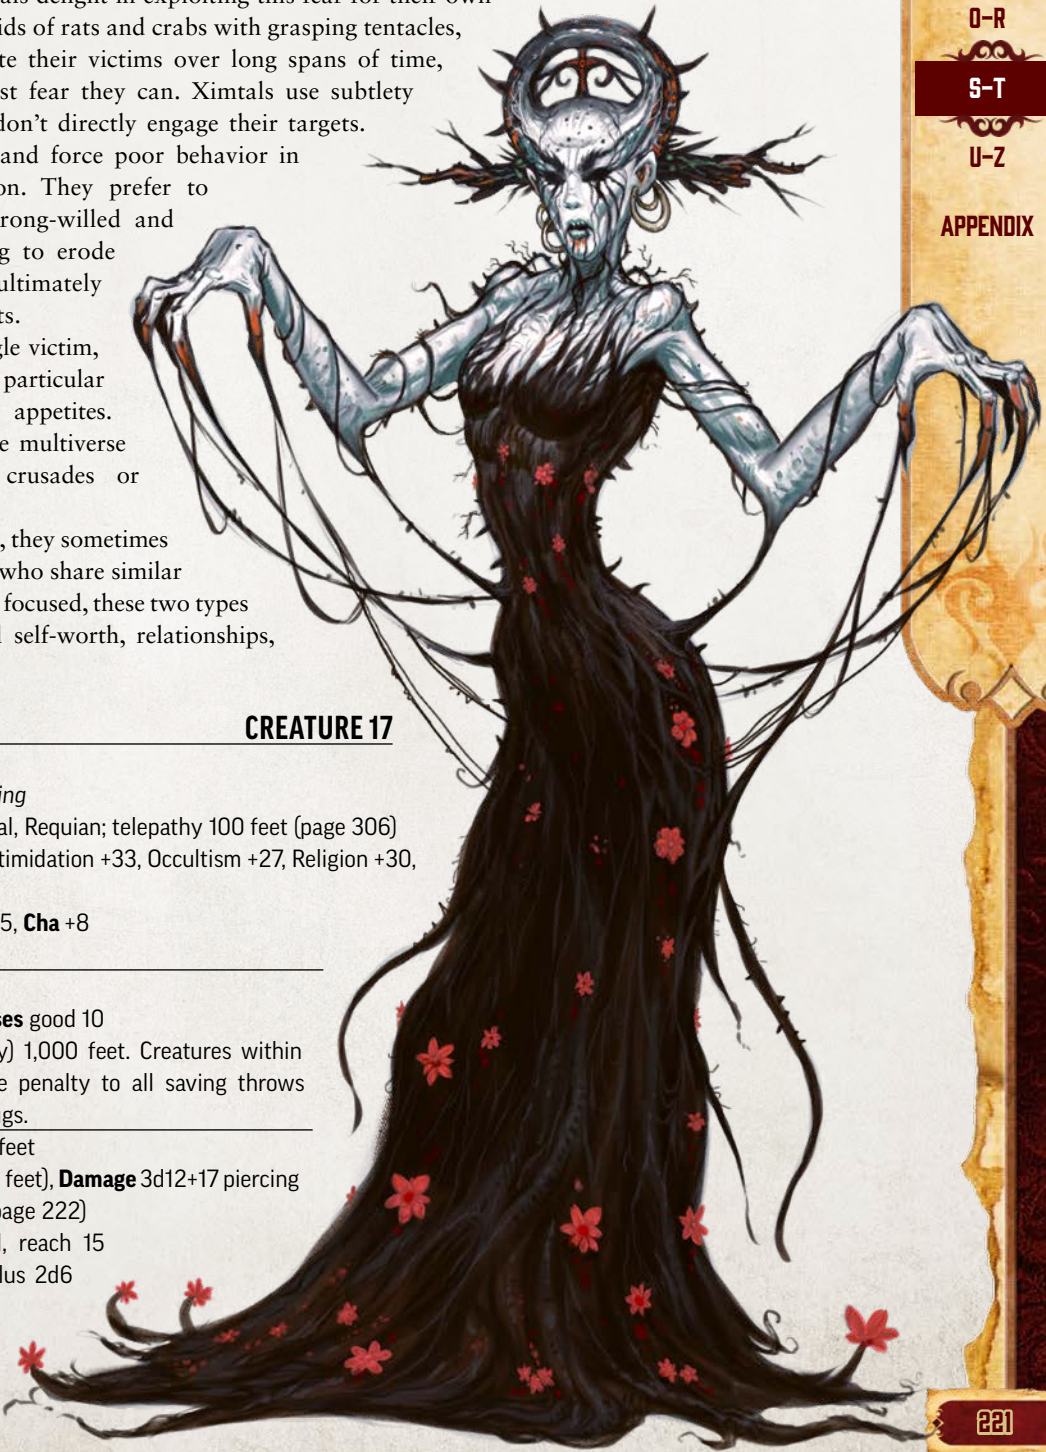 als delight in exploiting this fear for their own
ids of rats and crabs with grasping tentacles,
te their victims over long spans of time,
st fear they can. Ximtals use subtlety
don't directly engage their targets.
and force poor behavior in
on. They prefer to
rong-willed and
g to erode
ultimately
ts.
gle victim,
particular
appetites.
e multiverse
crusades or
, they sometimes
who share similar
focused, these two types
l self-worth, relationships,
CREATURE 17
ing
al, Requian; telepathy 100 feet (page 306)
timidation +33, Occultism +27, Religion +30,
5, Cha +8
ses good 10
y) 1,000 feet. Creatures within
e penalty to all saving throws
ngs.
feet
feet), Damage 3d12+17 piercing
page 222)
l, reach 15
lus 2d6
O–R
S–T
U–Z
APPENDIX
221